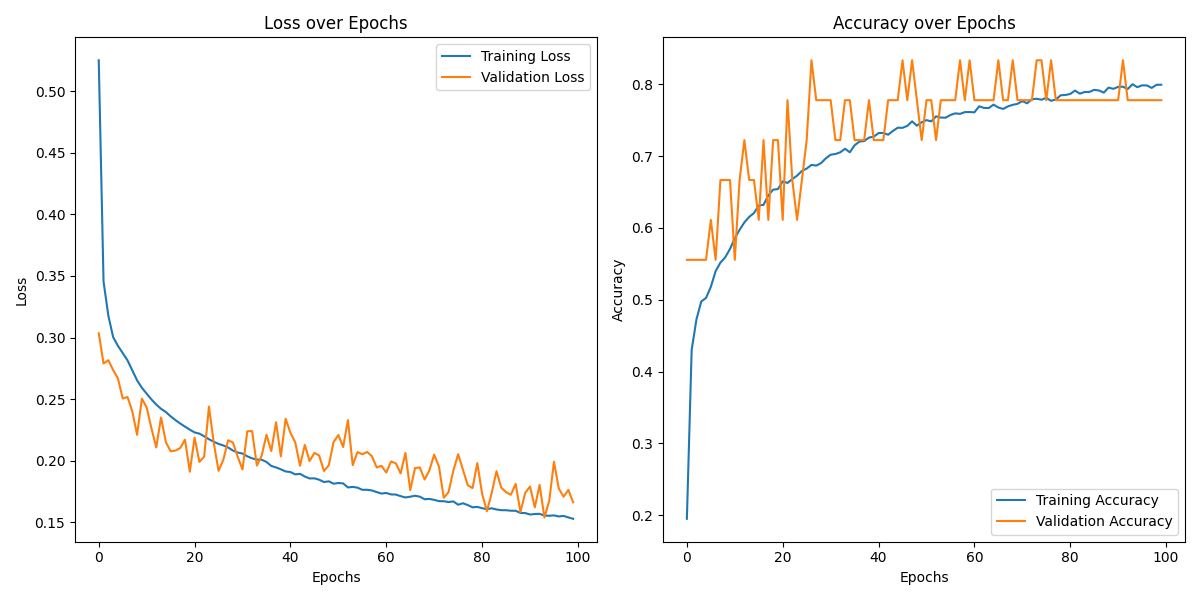 Loss over Epochs
Training Loss
Validation Loss
0.50
0.45
0.40
0.35
0.30
0.25
0.20
0.15
Loss
0 20 40 60 80 100
Epochs
Accuracy over Epochs
0.8
0.7
0.6
0.5
0.4
0.3
0.2
Accuracy
Training Accuracy
Validation Accuracy
0 20 40 60 80 100
Epochs